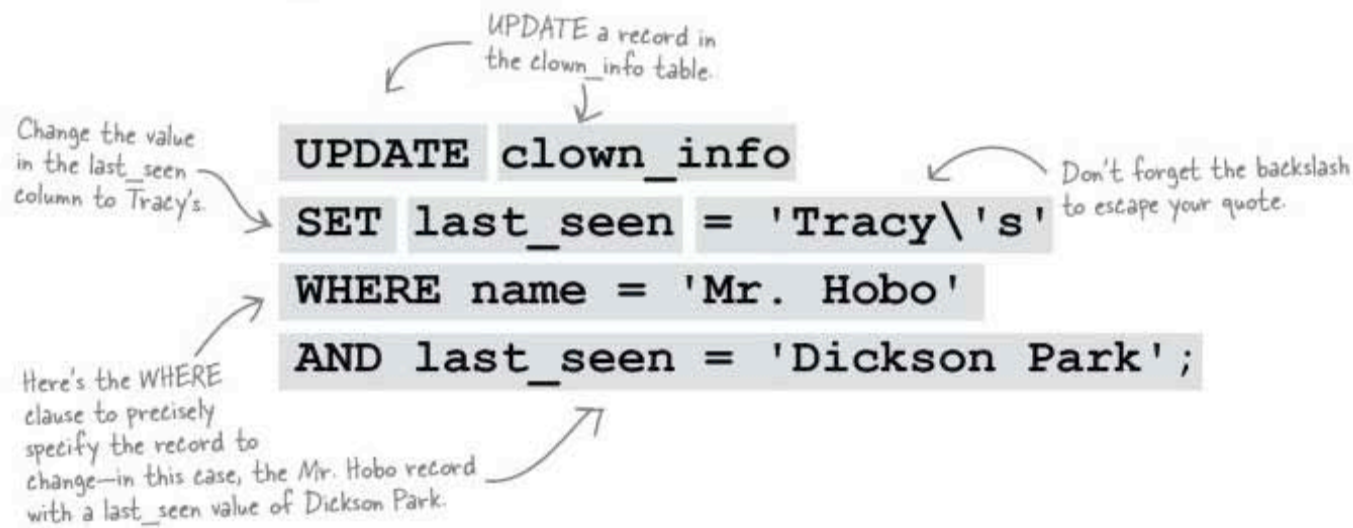 UPDATE a record in
the clown_info table.
Change the value
in the last_seen
column to Tracy's.
UPDATE clown_info
SET last_seen = 'Tracy\'s'
WHERE name = 'Mr. Hobo'
AND last_seen = 'Dickson Park';
Don't forget the backslash
to escape your quote.
Here's the WHERE
clause to precisely
specify the record to
change—in this case, the Mr. Hobo record
with a last_seen value of Dickson Park.